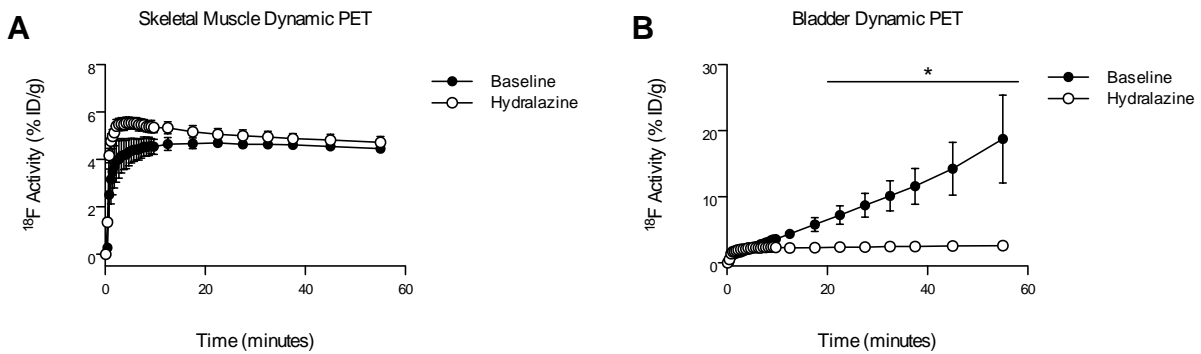 A
Skeletal Muscle Dynamic PET
8
6
4
2
0
0
20
40
60
¹⁸F Activity (% ID/g)
Time (minutes)
Baseline
Hydralazine
B
Bladder Dynamic PET
30
20
10
0
0
20
40
60
¹⁸F Activity (% ID/g)
Time (minutes)
*
Baseline
Hydralazine